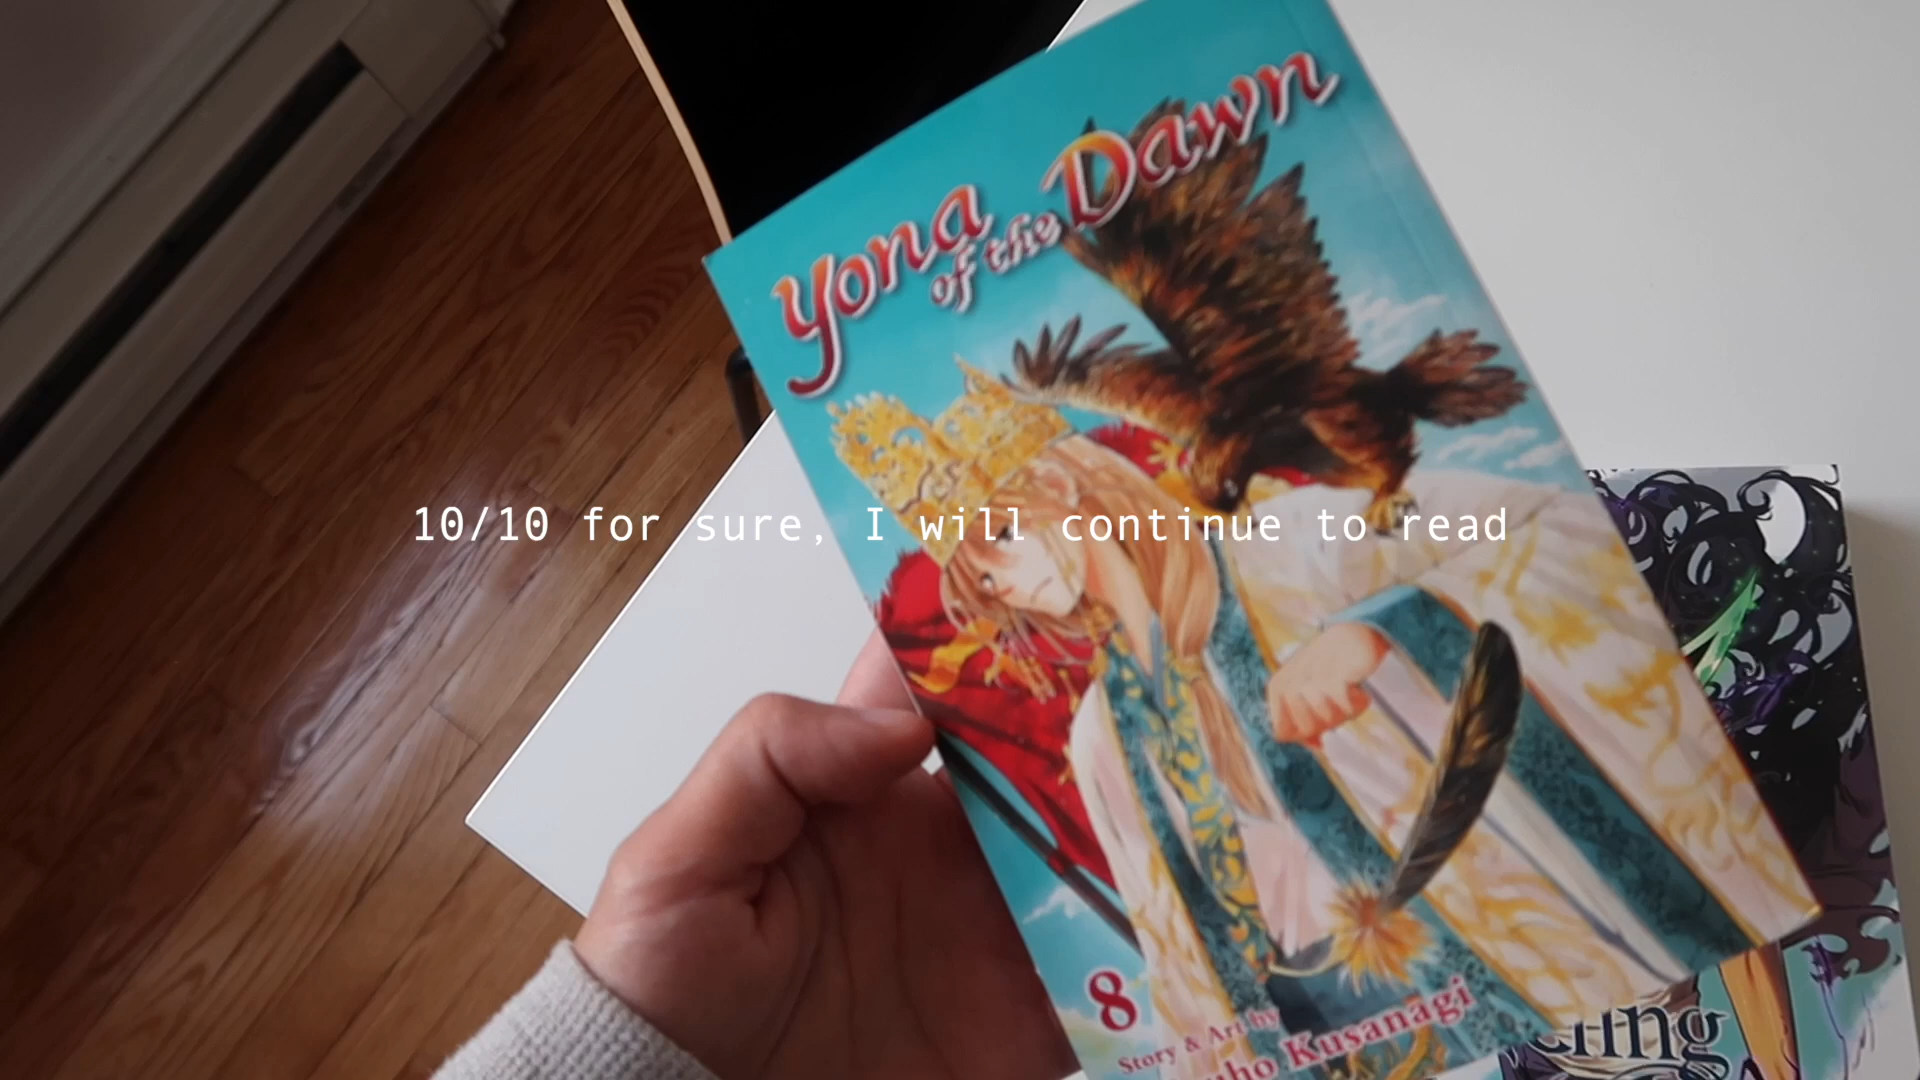 Yona
of the Dawn
10/10 for sure, I will continue to read
8
Story & Art by
Kusanagi